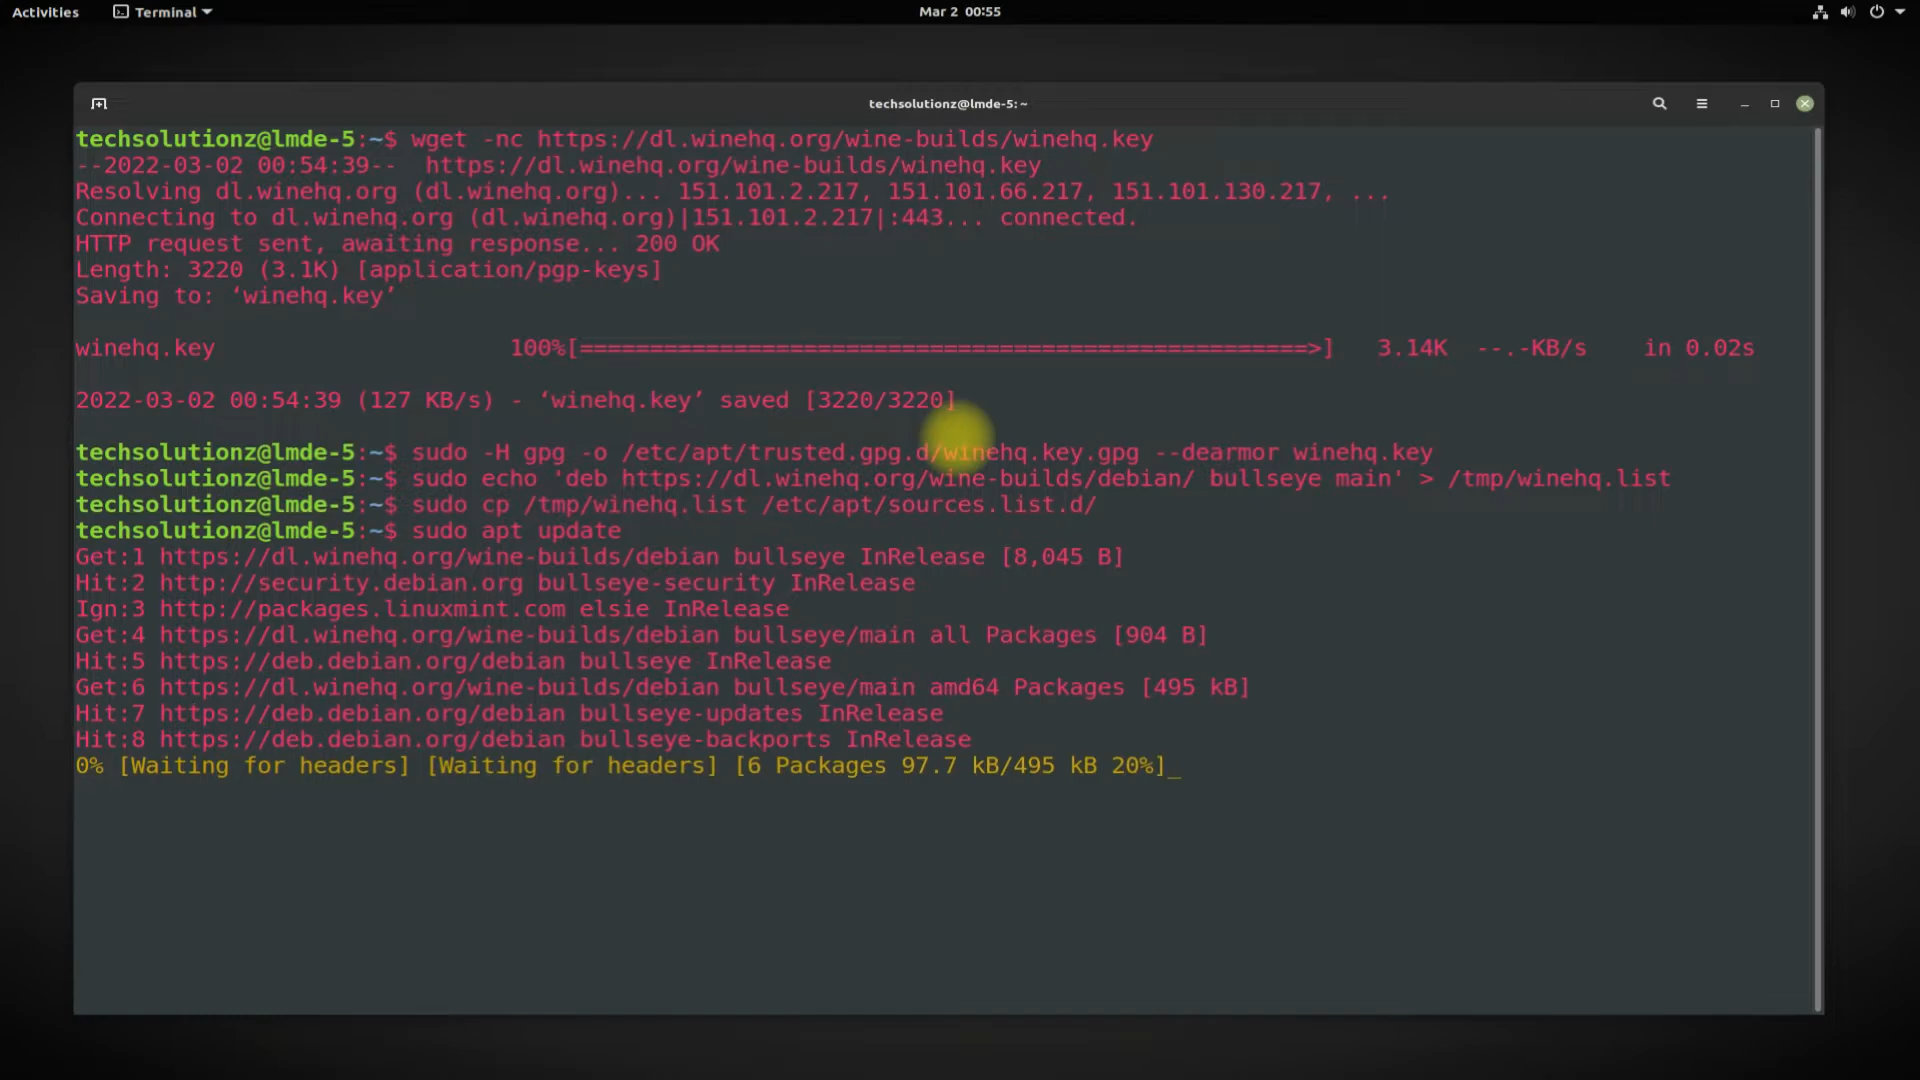 Activities
Terminal
Mar 2 00:55
techsolutionz@lmde-5: ~
techsolutionz@lmde-5:~$ wget -nc https://dl.winehq.org/wine-builds/winehq.key
--2022-03-02 00:54:39--  https://dl.winehq.org/wine-builds/winehq.key
Resolving dl.winehq.org (dl.winehq.org)... 151.101.2.217, 151.101.66.217, 151.101.130.217, ...
Connecting to dl.winehq.org (dl.winehq.org)|151.101.2.217|:443... connected.
HTTP request sent, awaiting response... 200 OK
Length: 3220 (3.1K) [application/pgp-keys]
Saving to: ‘winehq.key’
winehq.key 100%[====================================================>] 3.14K --.-KB/s in 0.02s
2022-03-02 00:54:39 (127 KB/s) - ‘winehq.key’ saved [3220/3220]
techsolutionz@lmde-5:~$ sudo -H gpg -o /etc/apt/trusted.gpg.d/winehq.key.gpg --dearmor winehq.key
techsolutionz@lmde-5:~$ sudo echo 'deb https://dl.winehq.org/wine-builds/debian/ bullseye main' > /tmp/winehq.list
techsolutionz@lmde-5:~$ sudo cp /tmp/winehq.list /etc/apt/sources.list.d/
techsolutionz@lmde-5:~$ sudo apt update
Get:1 https://dl.winehq.org/wine-builds/debian bullseye InRelease [8,045 B]
Hit:2 http://security.debian.org bullseye-security InRelease
Ign:3 http://packages.linuxmint.com elsie InRelease
Get:4 https://dl.winehq.org/wine-builds/debian bullseye/main all Packages [904 B]
Hit:5 https://deb.debian.org/debian bullseye InRelease
Get:6 https://dl.winehq.org/wine-builds/debian bullseye/main amd64 Packages [495 kB]
Hit:7 https://deb.debian.org/debian bullseye-updates InRelease
Hit:8 https://deb.debian.org/debian bullseye-backports InRelease
0% [Waiting for headers] [Waiting for headers] [6 Packages 97.7 kB/495 kB 20%]_